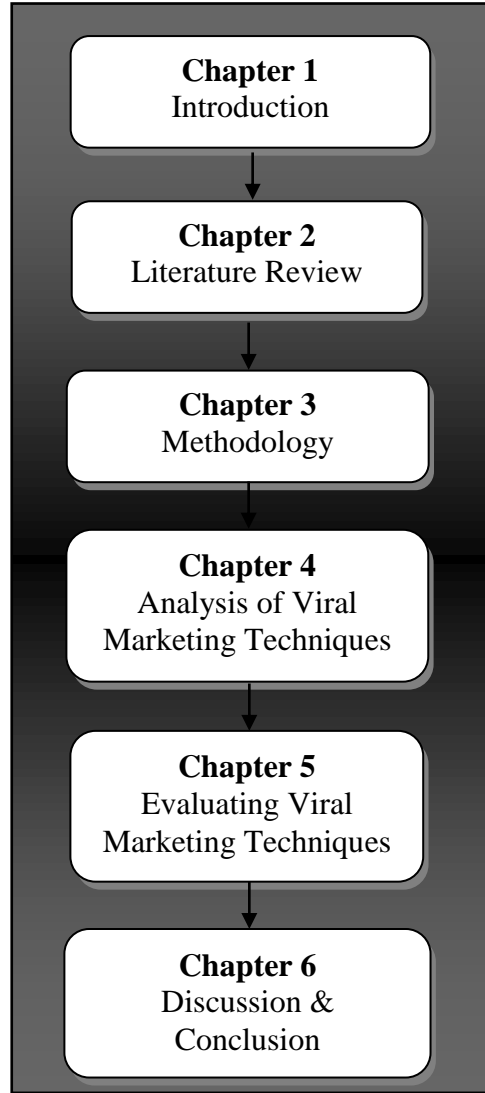 Chapter 1
Introduction
Chapter 2
Literature Review
Chapter 3
Methodology
Chapter 4
Analysis of Viral
Marketing Techniques
Chapter 5
Evaluating Viral
Marketing Techniques
Chapter 6
Discussion &
Conclusion